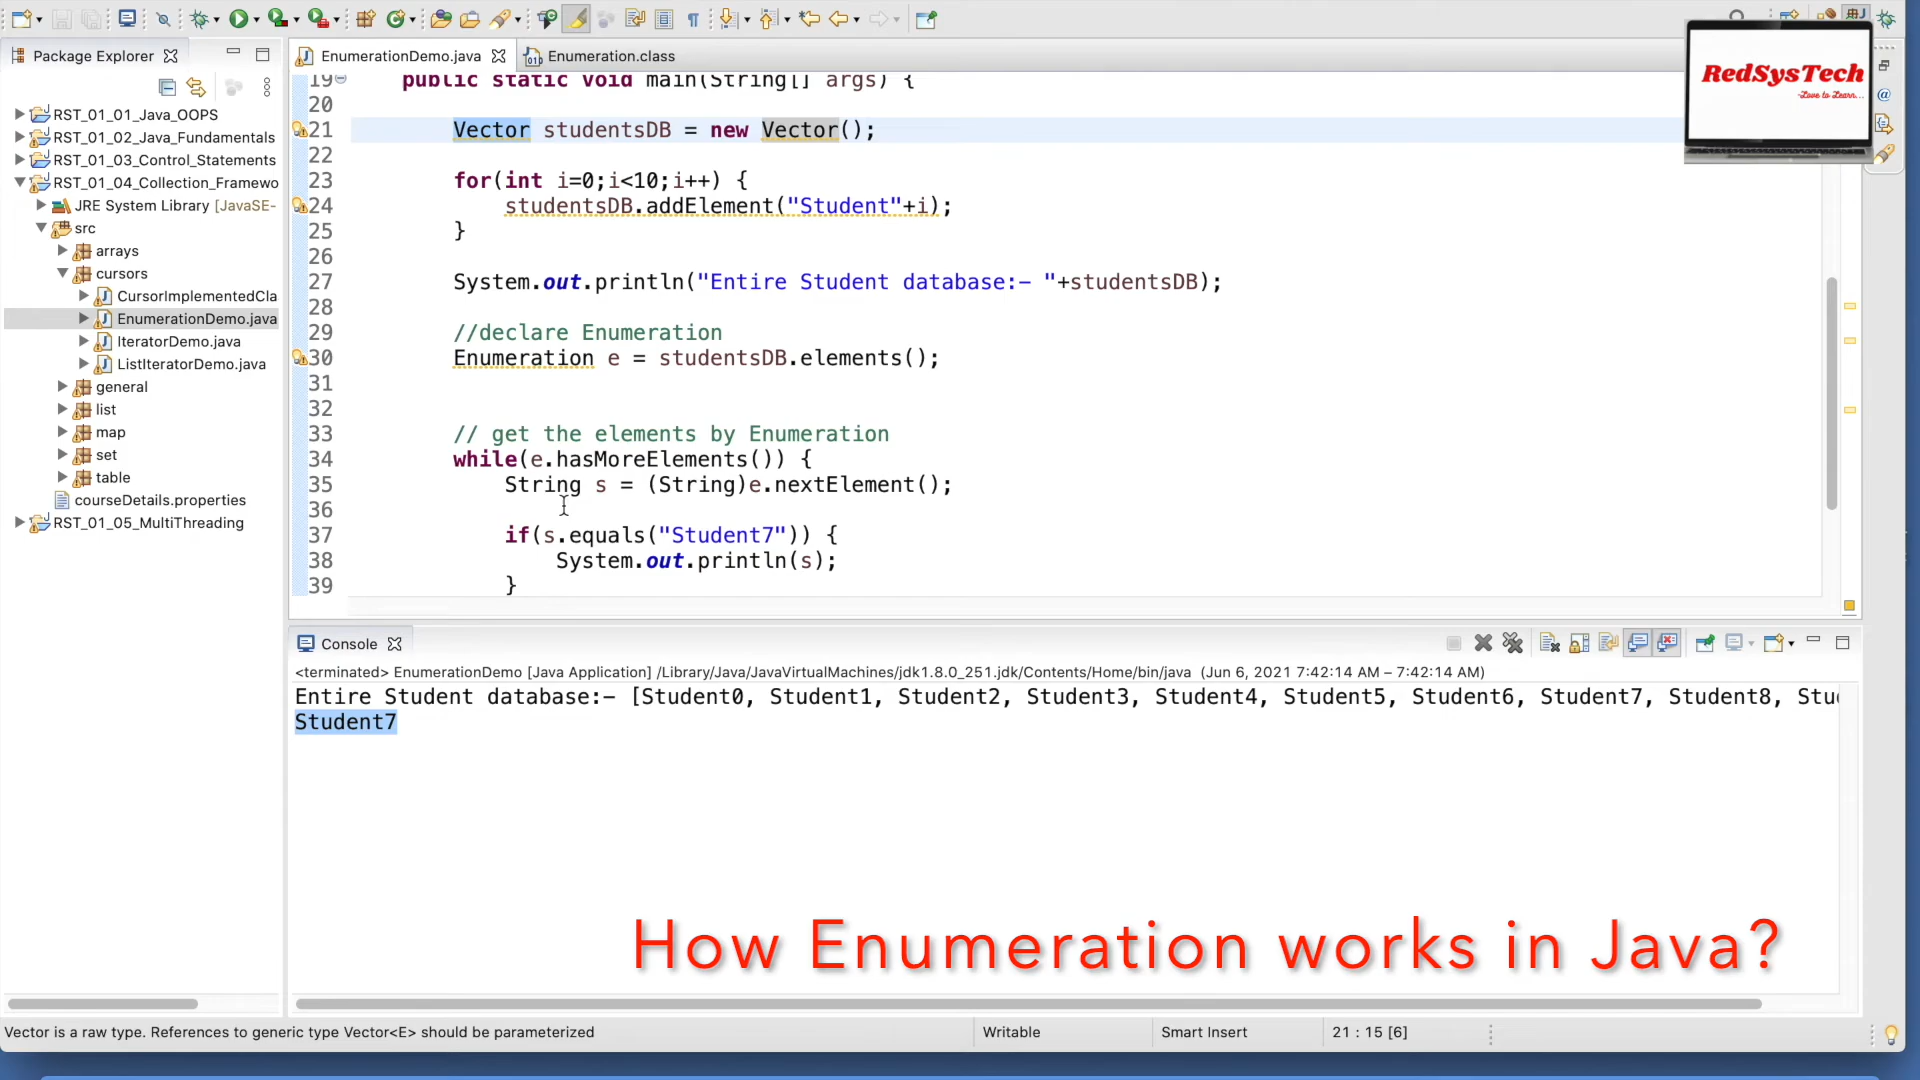 Package Explorer
EnumerationDemo.java
Enumeration.class
RedSysTech
-Love to Learn...
RST_01_01_Java_OOPS
RST_01_02_Java_Fundamentals
RST_01_03_Control_Statements
RST_01_04_Collection_Framewo
JRE System Library [JavaSE-
src
arrays
cursors
CursorImplementedCla
EnumerationDemo.java
IteratorDemo.java
ListIteratorDemo.java
general
list
map
set
table
courseDetails.properties
RST_01_05_MultiThreading
19 public static void main(String[] args) {
20
21 Vector studentsDB = new Vector();
22
23 for(int i=0;i<10;i++) {
24 studentsDB.addElement("Student"+i);
25 }
26
27 System.out.println("Entire Student database:- "+studentsDB);
28
29 //declare Enumeration
30 Enumeration e = studentsDB.elements();
31
32
33 // get the elements by Enumeration
34 while(e.hasMoreElements()) {
35 String s = (String)e.nextElement();
36
37 if(s.equals("Student7")) {
38 System.out.println(s);
39 }
Console
<terminated> EnumerationDemo [Java Application] /Library/Java/JavaVirtualMachines/jdk1.8.0_251.jdk/Contents/Home/bin/java (Jun 6, 2021 7:42:14 AM – 7:42:14 AM)
Entire Student database:- [Student0, Student1, Student2, Student3, Student4, Student5, Student6, Student7, Student8, Stu
Student7
How Enumeration works in Java?
Vector is a raw type. References to generic type Vector<E> should be parameterized
Writable
Smart Insert
21 : 15 [6]